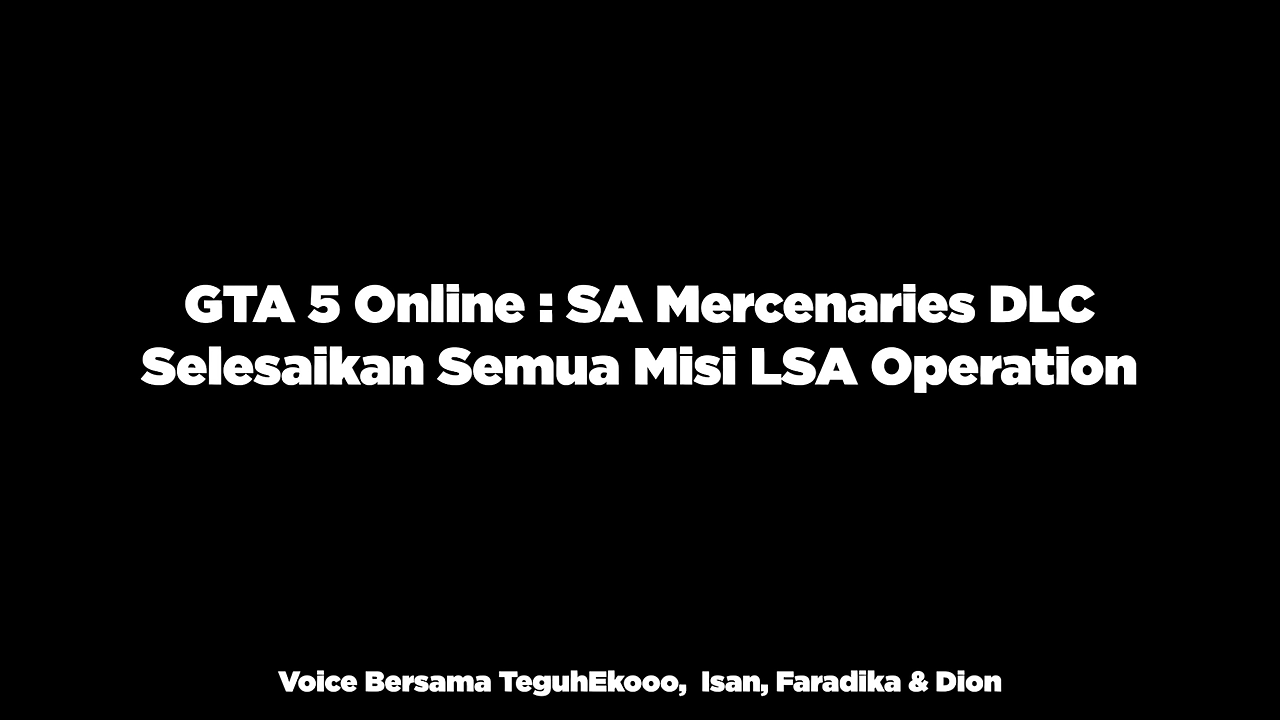 GTA 5 Online : SA Mercenaries DLC
Selesaikan Semua Misi LSA Operation
Voice Bersama TeguhEkooo,  Isan, Faradika & Dion